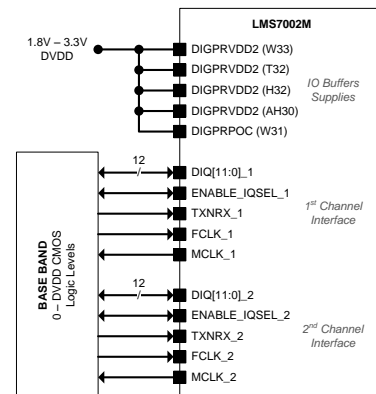 LMS7002M
1.8V – 3.3V
DVDD
DIGPRVDD2 (W33)
DIGPRVDD2 (T32)
DIGPRVDD2 (H32)
DIGPRVDD2 (AH30)
DIGPRPOC (W31)
IO Buffers
Supplies
BASE BAND
0 – DVDD CMOS
Logic Levels
12
DIQ[11:0]_1
ENABLE_IQSEL_1
TXNRX_1
FCLK_1
MCLK_1
1st Channel
Interface
12
DIQ[11:0]_2
ENABLE_IQSEL_2
TXNRX_2
FCLK_2
MCLK_2
2nd Channel
Interface